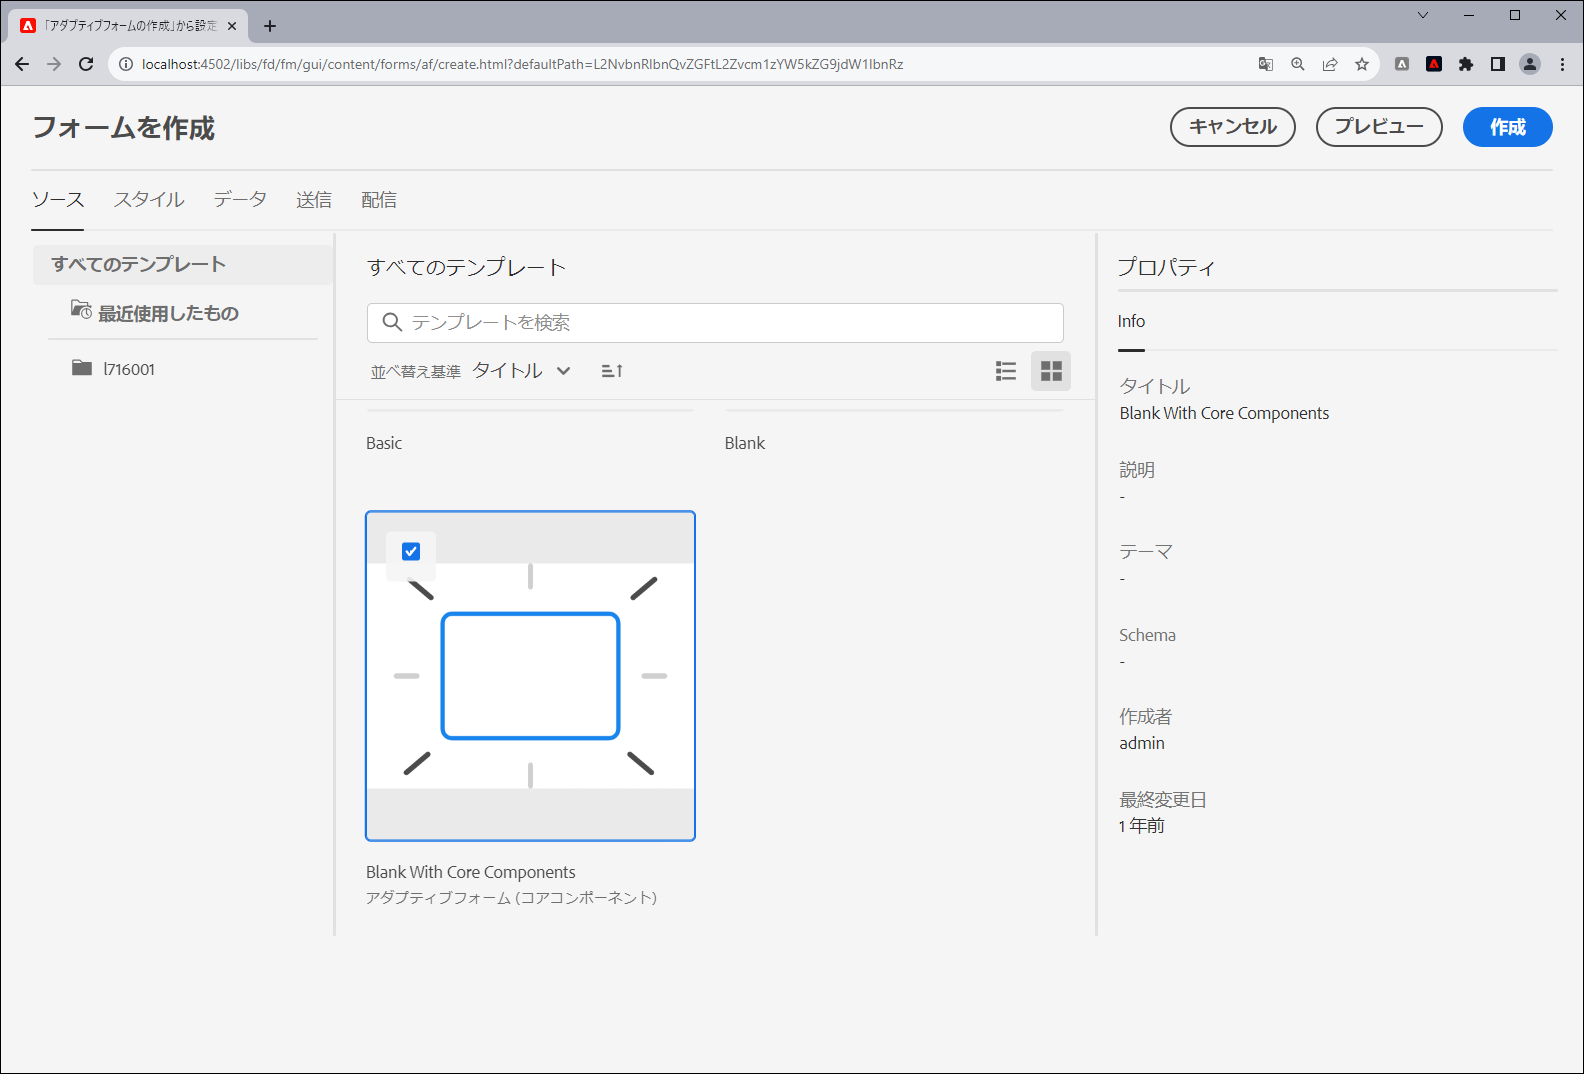 「アダプティブフォームの作成」から設定
localhost:4502/libs/fd/fm/gui/content/forms/af/create.html?defaultPath=L2NvbnRlbnQvZGFtL2Zvcm1zYW5kZG9jdW1lbnRz
フォームを作成
キャンセル
プレビュー
作成
ソース
スタイル
データ
送信
配信
すべてのテンプレート
最近使用したもの
l716001
すべてのテンプレート
テンプレートを検索
並べ替え基準 タイトル
Basic
Blank
Blank With Core Components
アダプティブフォーム (コアコンポーネント)
プロパティ
Info
タイトル
Blank With Core Components
説明
-
テーマ
-
Schema
-
作成者
admin
最終変更日
1 年前